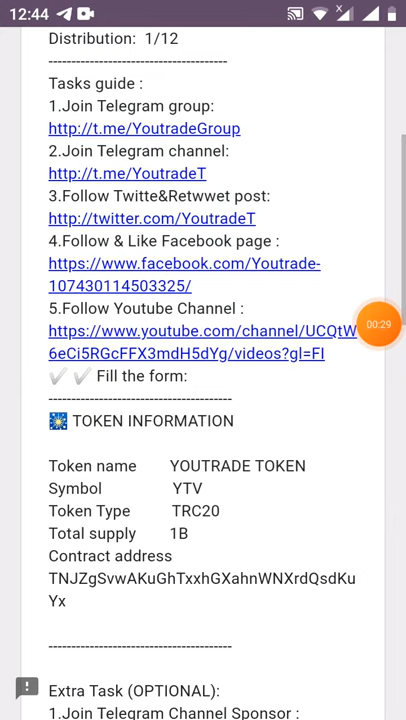 12:44
Distribution: 1/12
-------------------------------------
Tasks guide :
1.Join Telegram group:
http://t.me/YoutradeGroup
2.Join Telegram channel:
http://t.me/YoutradeT
3.Follow Twitte&Retwwet post:
http://twitter.com/YoutradeT
4.Follow & Like Facebook page :
https://www.facebook.com/Youtrade-
107430114503325/
5.Follow Youtube Channel :
https://www.youtube.com/channel/UCQtW
6eCi5RGcFFX3mdH5dYg/videos?gl=FI
00:29
✔✔ Fill the form:
--------------------------------------
TOKEN INFORMATION
Token name YOUTRADE TOKEN
Symbol YTV
Token Type TRC20
Total supply 1B
Contract address
TNJZgSvwAKuGhTxxhGXahnWNXrdQsdKu
Yx
--------------------------------------
Extra Task (OPTIONAL):
1.Join Telegram Channel Sponsor :